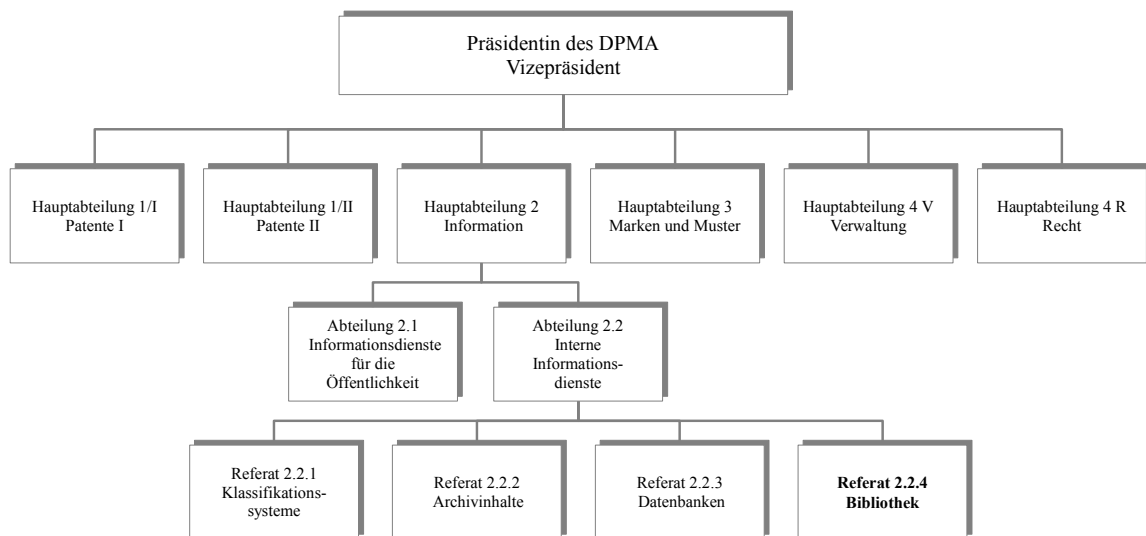 Präsidentin des DPMA
Vizepräsident
Hauptabteilung 1/I
Patente I
Hauptabteilung 1/II
Patente II
Hauptabteilung 2
Information
Hauptabteilung 3
Marken und Muster
Hauptabteilung 4 V
Verwaltung
Hauptabteilung 4 R
Recht
Abteilung 2.1
Informationsdienste
für die
Öffentlichkeit
Abteilung 2.2
Interne
Informations-
dienste
Referat 2.2.1
Klassifikations-
systeme
Referat 2.2.2
Archivinhalte
Referat 2.2.3
Datenbanken
Referat 2.2.4
Bibliothek